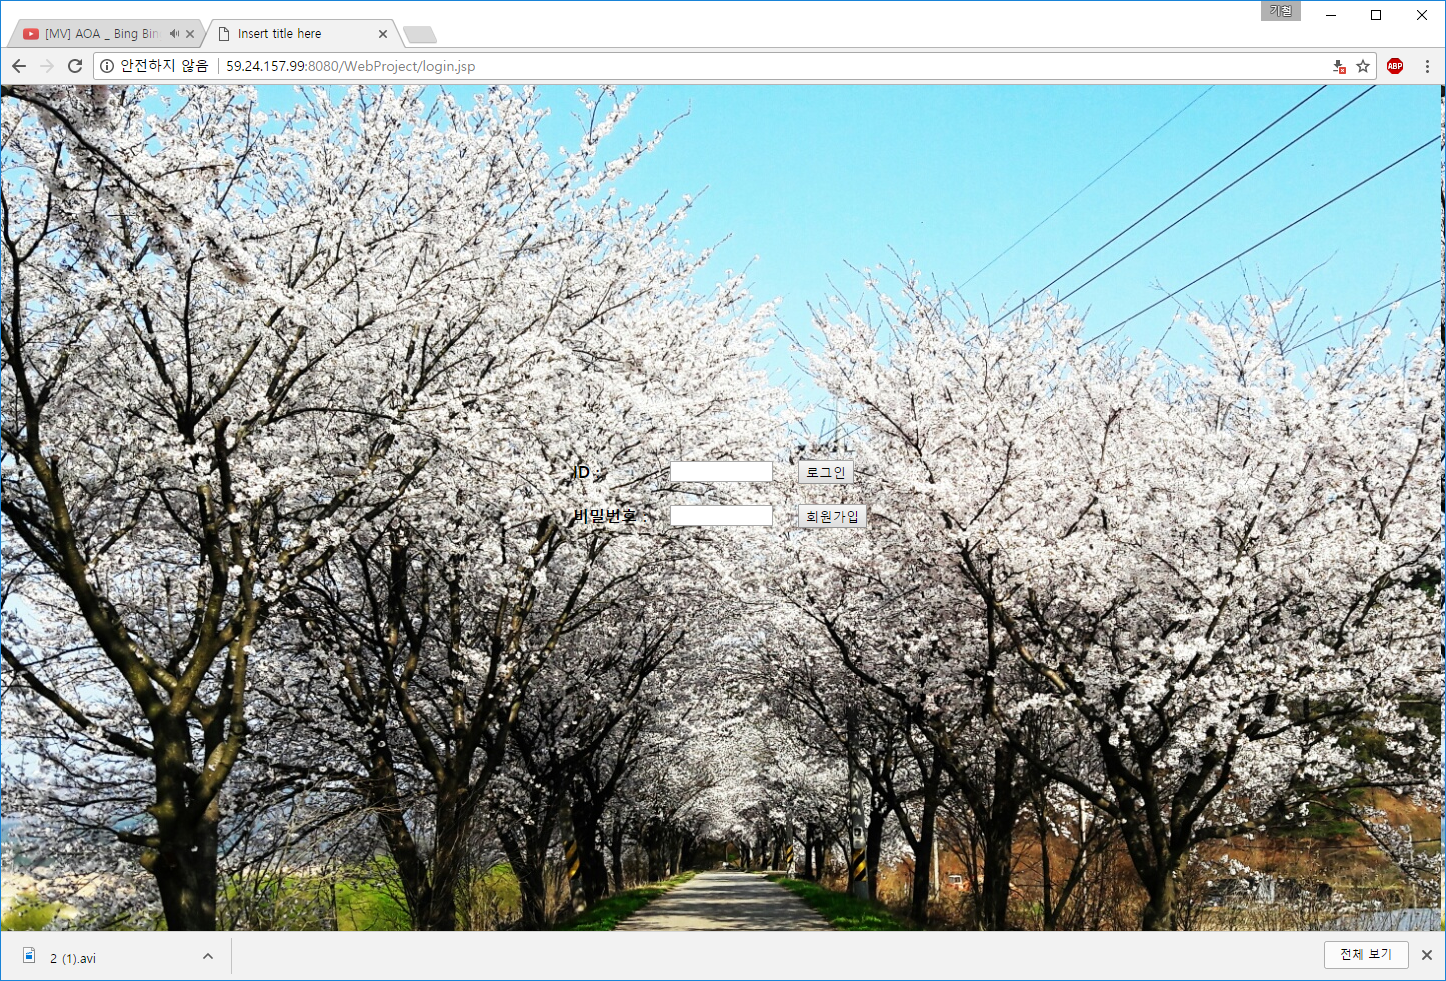 기철
[MV] AOA _ Bing Bin
Insert title here
안전하지 않음 59.24.157.99:8080/WebProject/login.jsp
ABP
ID : 로그인
비밀번호 : 회원가입
2 (1).avi
전체 보기